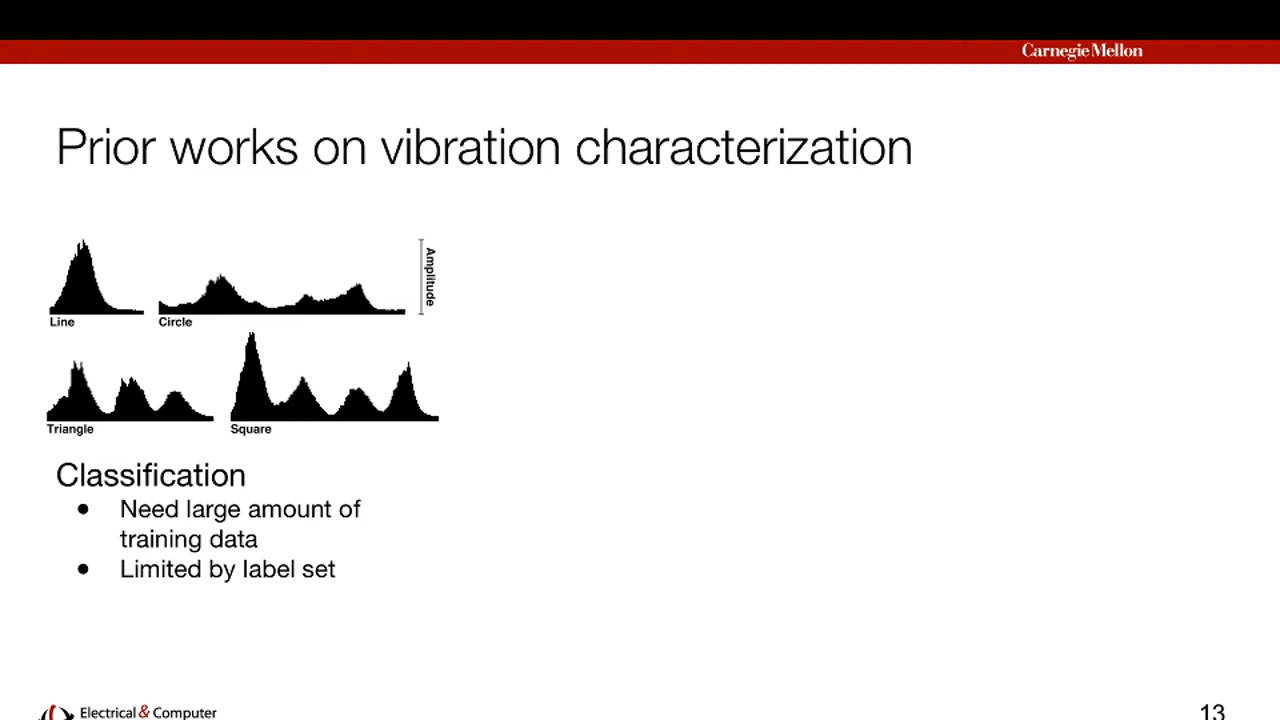 Carnegie Mellon
Prior works on vibration characterization
Amplitude
Line
Circle
Triangle
Square
Classification
● Need large amount of
training data
● Limited by label set
Electrical & Computer
13